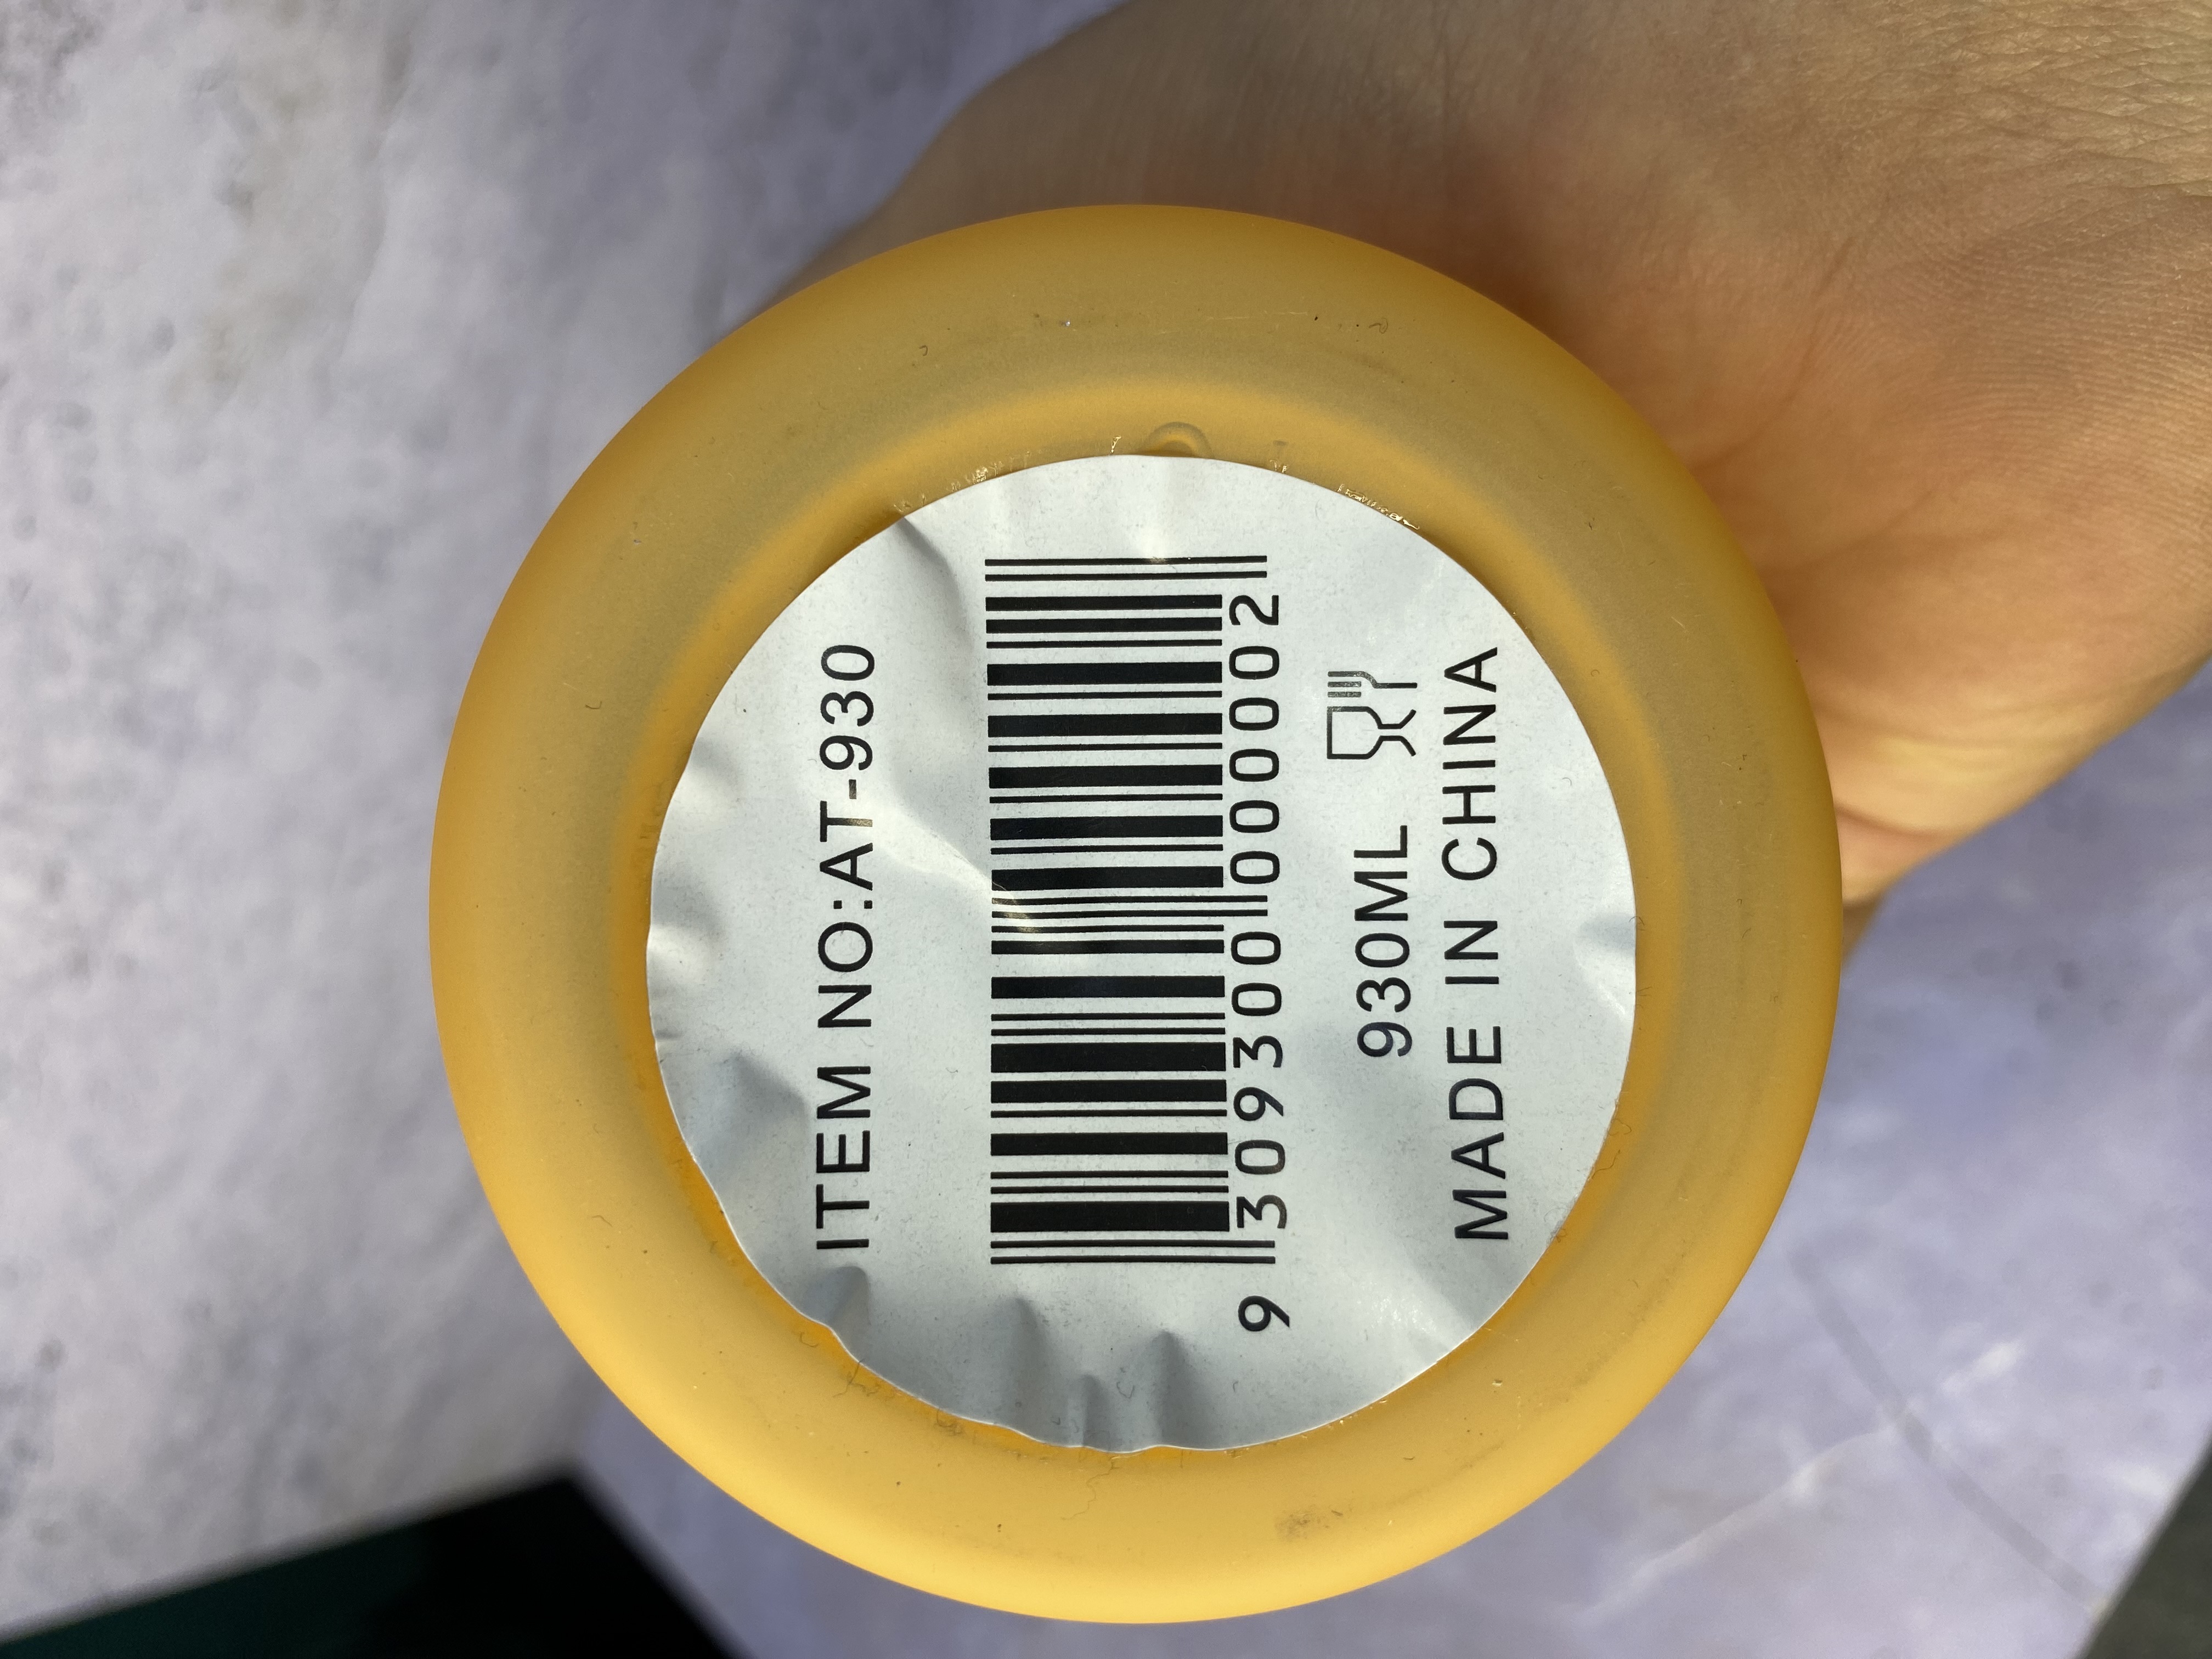 ITEM NO:AT-930
9 309300 000002
930ML
MADE IN CHINA